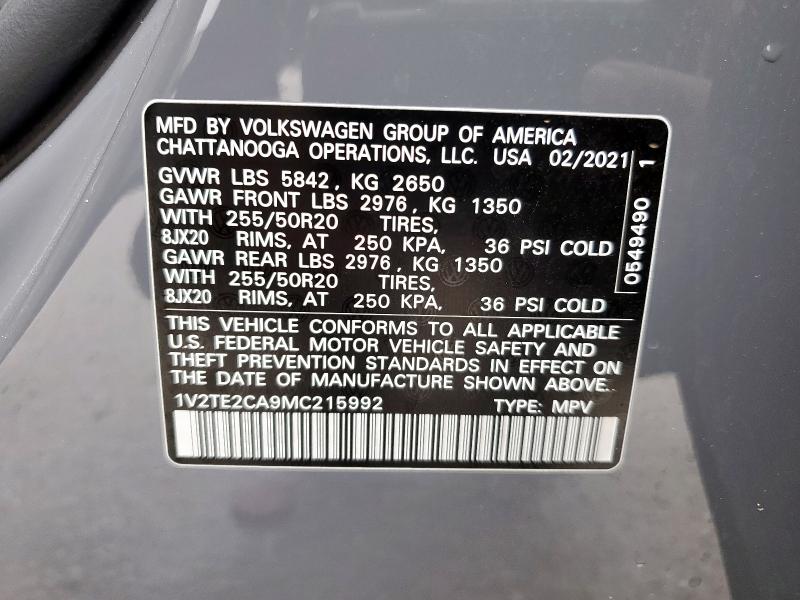 MFD BY VOLKSWAGEN GROUP OF AMERICA
CHATTANOOGA OPERATIONS, LLC. USA 02/2021
GVWR LBS 5842, KG 2650
GAWR FRONT LBS 2976, KG 1350
WITH 255/50R20 TIRES,
8JX20 RIMS, AT 250 KPA, 36 PSI COLD
GAWR REAR LBS 2976, KG 1350
WITH 255/50R20 TIRES,
8JX20 RIMS, AT 250 KPA, 36 PSI COLD
THIS VEHICLE CONFORMS TO ALL APPLICABLE
U.S. FEDERAL MOTOR VEHICLE SAFETY AND
THEFT PREVENTION STANDARDS IN EFFECT ON
THE DATE OF MANUFACTURE SHOWN ABOVE.
1V2TE2CA9MC215992 TYPE: MPV
0549490 1